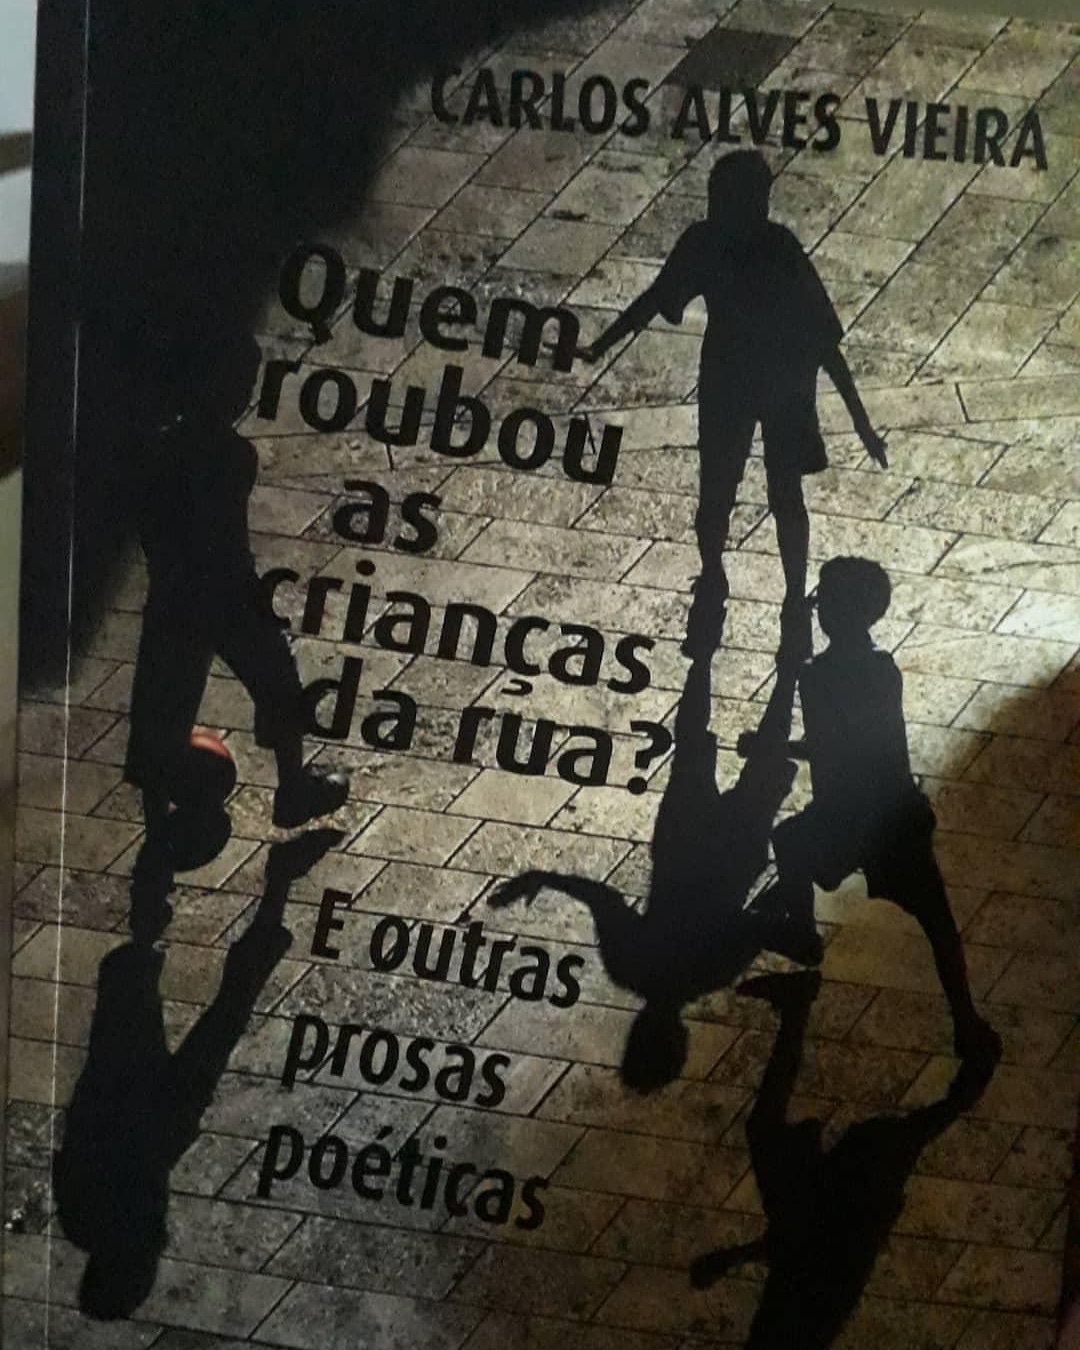 CARLOS ALVES VIEIRA
Quem
roubou
as
crianças
da rua?
E outras
prosas
poéticas